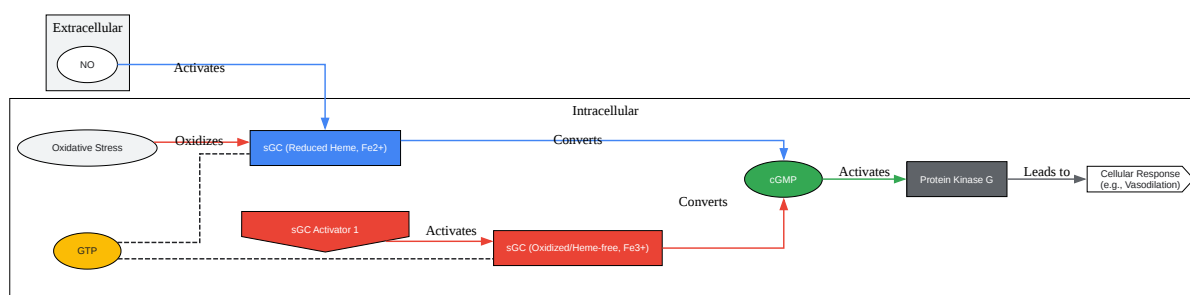 Extracellular
NO
Activates
Intracellular
Oxidative Stress
Oxidizes
sGC (Reduced Heme, Fe2+)
Converts
cGMP
Activates
Protein Kinase G
Leads to
Cellular Response
(e.g., Vasodilation)
Converts
sGC Activator 1
Activates
sGC (Oxidized/Heme-free, Fe3+)
GTP